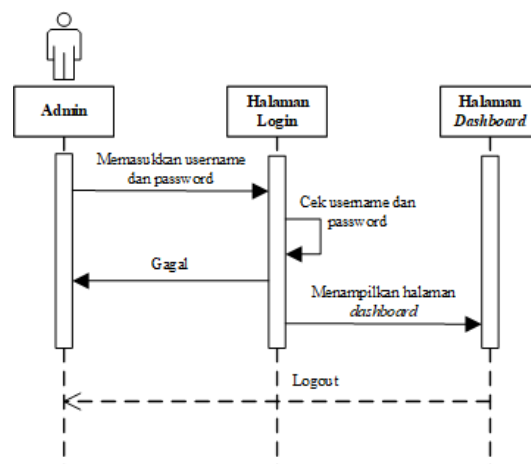 Admin
Halaman
Login
Halaman
Dashboard
Memasukkan username
dan password
Cek username dan
password
Gagal
Menampilkan halaman
dashboard
Logout